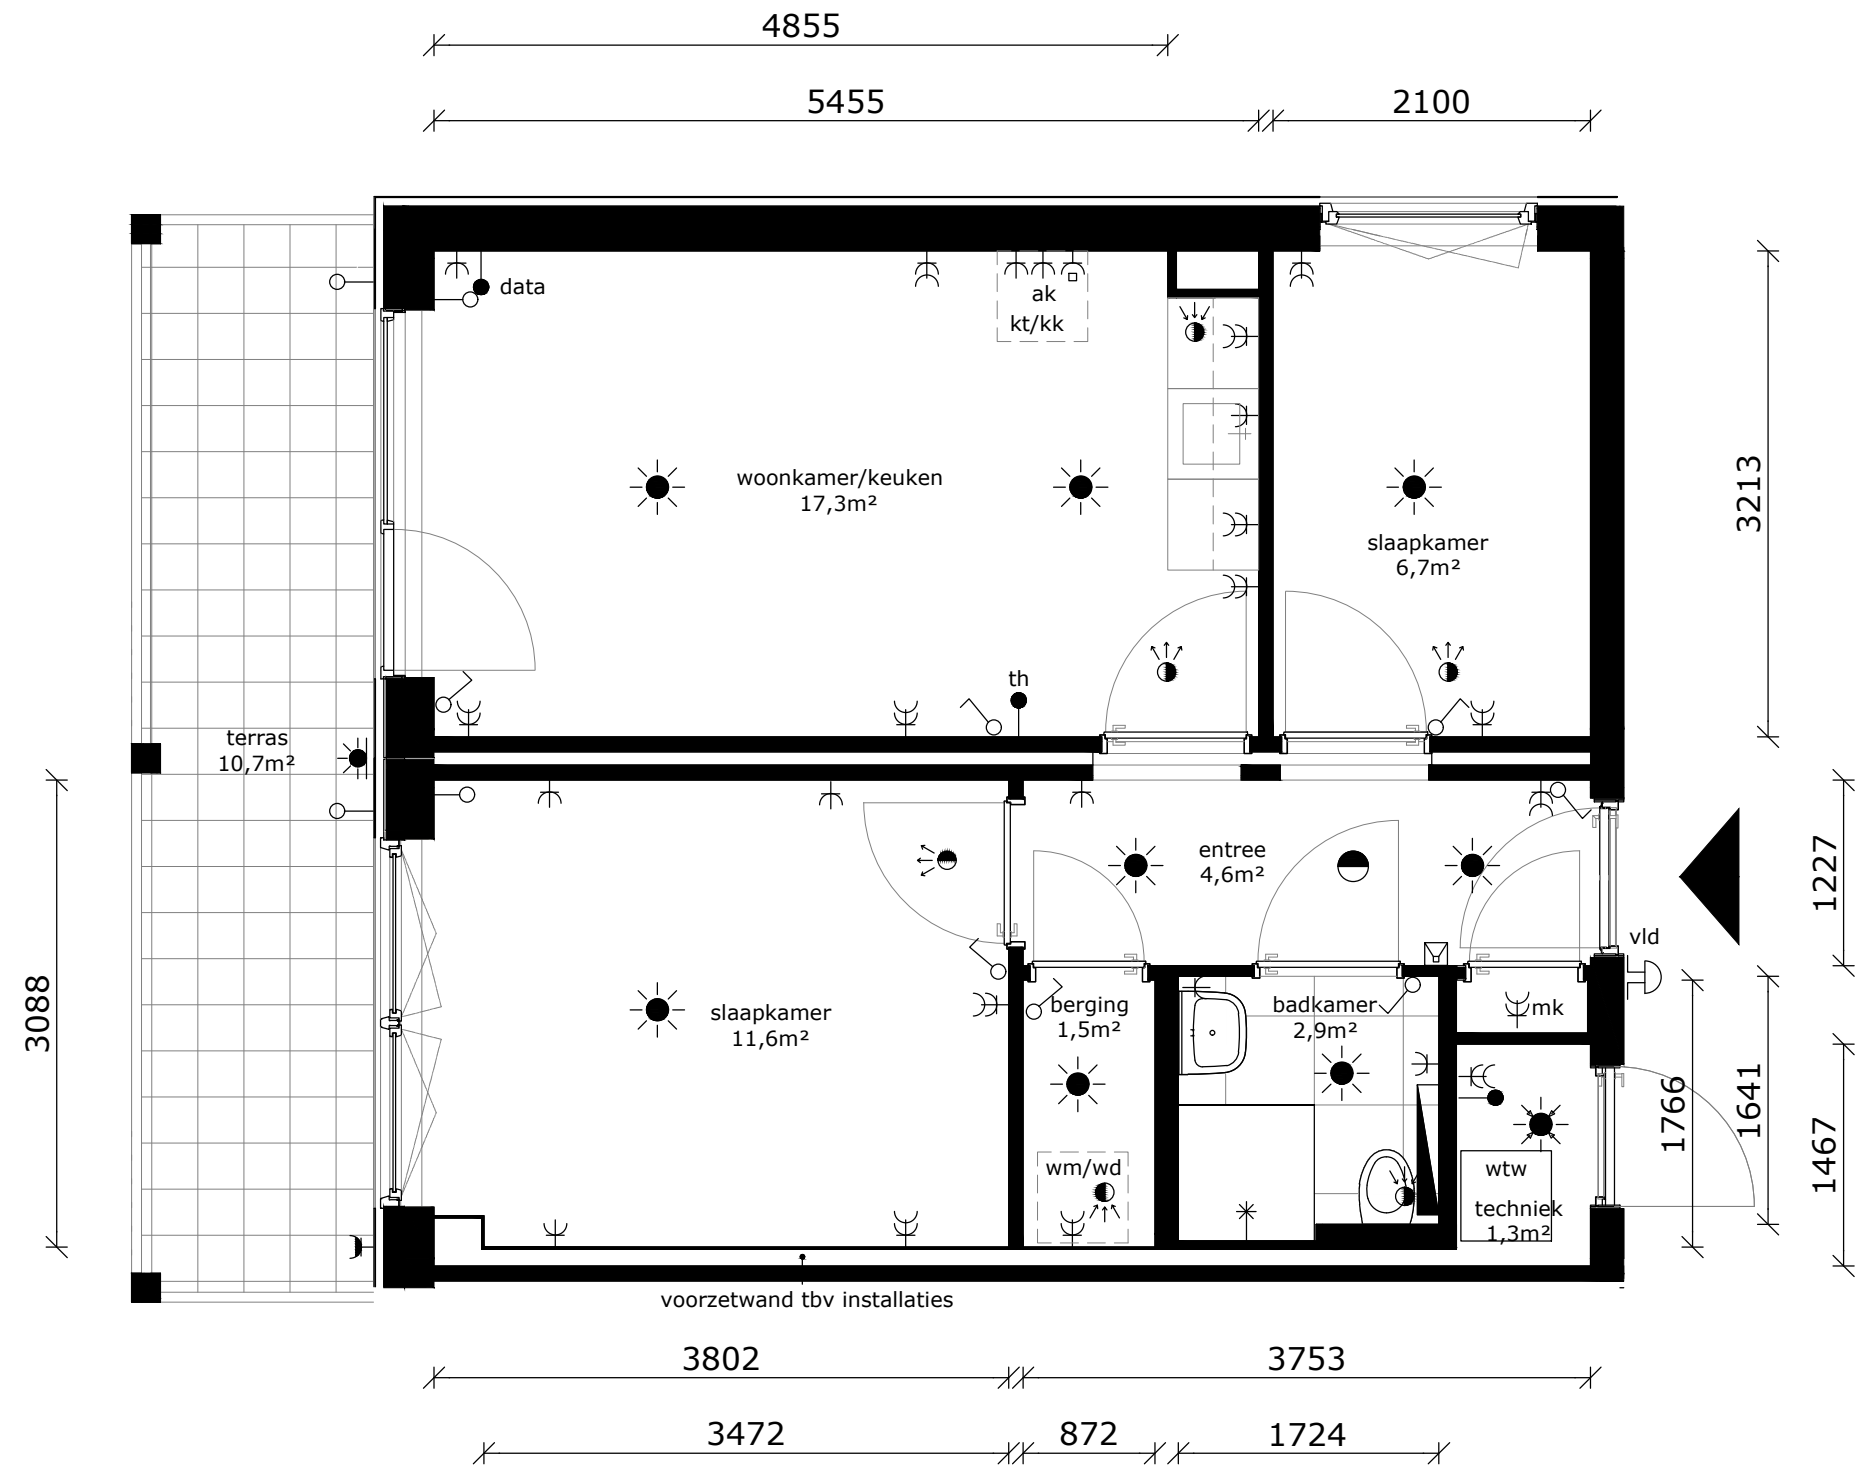 4855
5455
2100
data
ak
kt/kk
woonkamer/keuken
17,3m²
slaapkamer
6,7m²
3213
th
terras
10,7m²
entree
4,6m²
1227
vld
3088
slaapkamer
11,6m²
berging
1,5m²
badkamer
2,9m²
mk
1766
1641
1467
wm/wd
wtw
techniek
1,3m²
voorzetwand tbv installaties
3802
3753
3472
872
1724